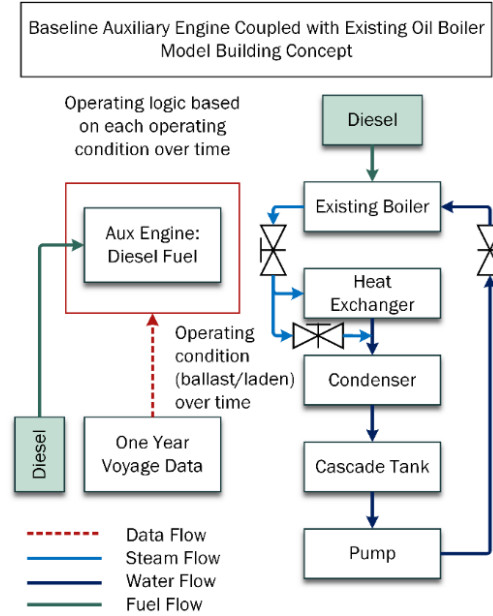 Baseline Auxiliary Engine Coupled with Existing Oil Boiler
Model Building Concept
Operating logic based
on each operating
condition over time
Diesel
Existing Boiler
Aux Engine:
Diesel Fuel
Heat
Exchanger
Operating
condition
(ballast/laden)
over time
Condenser
Diesel
One Year
Voyage Data
Cascade Tank
Pump
Data Flow
Steam Flow
Water Flow
Fuel Flow